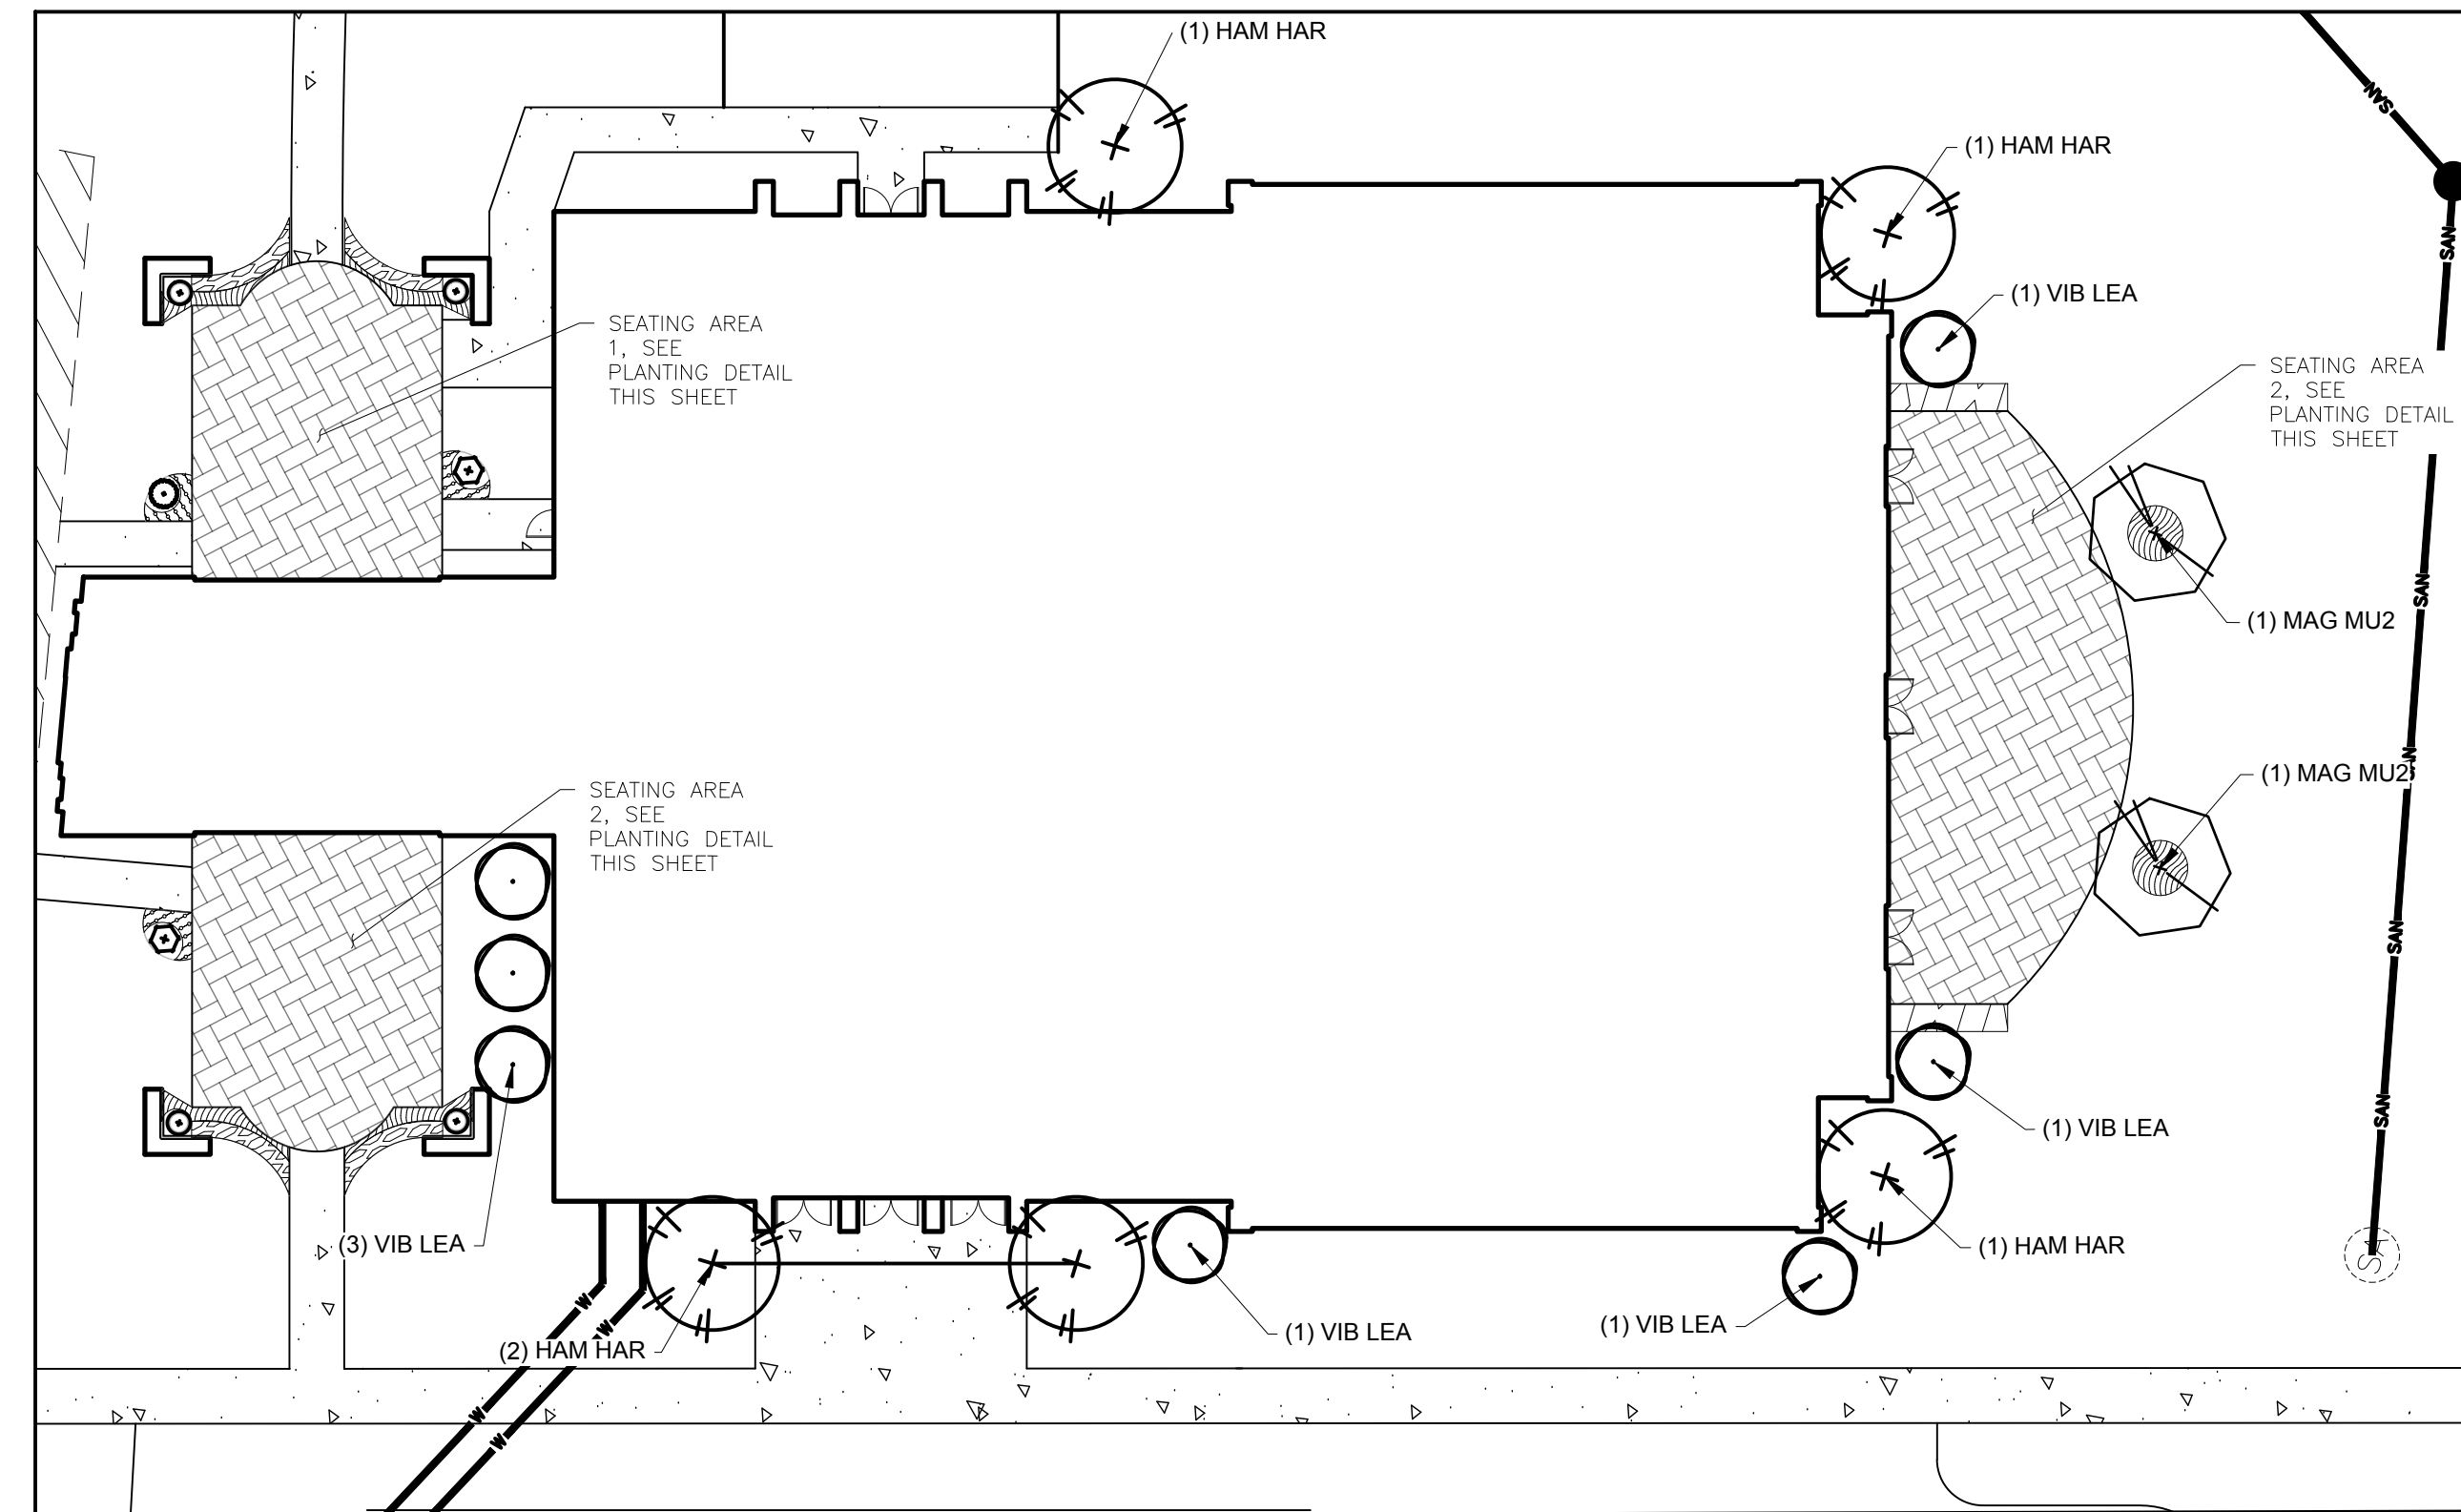 (1) HAM HAR
SAN
(1) HAM HAR
SAN
(1) VIB LEA
SEATING AREA
1, SEE
PLANTING DETAIL
THIS SHEET
SEATING AREA
2, SEE
PLANTING DETAIL
THIS SHEET
SAN
(1) MAG MU2
SAN
(1) MAG MU2
SEATING AREA
2, SEE
PLANTING DETAIL
THIS SHEET
SAN
SAN
(1) VIB LEA
(3) VIB LEA
(1) HAM HAR
W
W
(1) VIB LEA
(1) VIB LEA
(2) HAM HAR
W
W